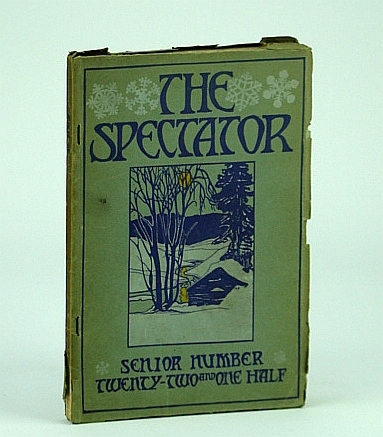 THE
SPECTATOR
SENIOR NUMBER
TWENTY-TWO AND ONE HALF